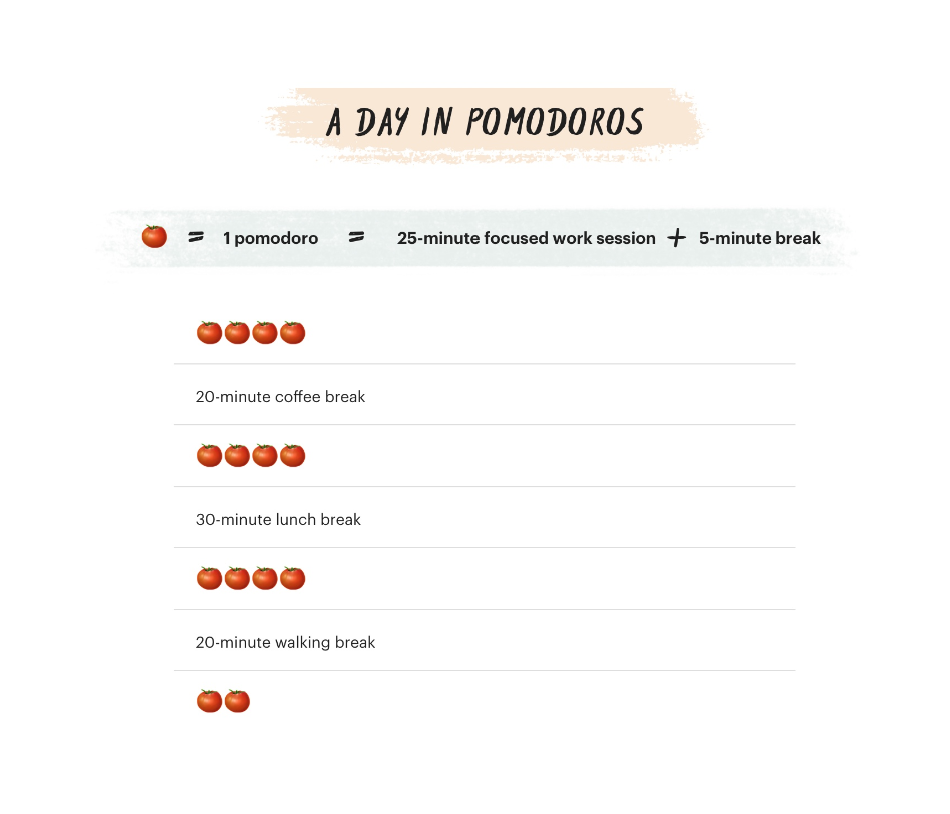 A DAY IN POMODOROS
= 1 pomodoro = 25-minute focused work session + 5-minute break
20-minute coffee break
30-minute lunch break
20-minute walking break